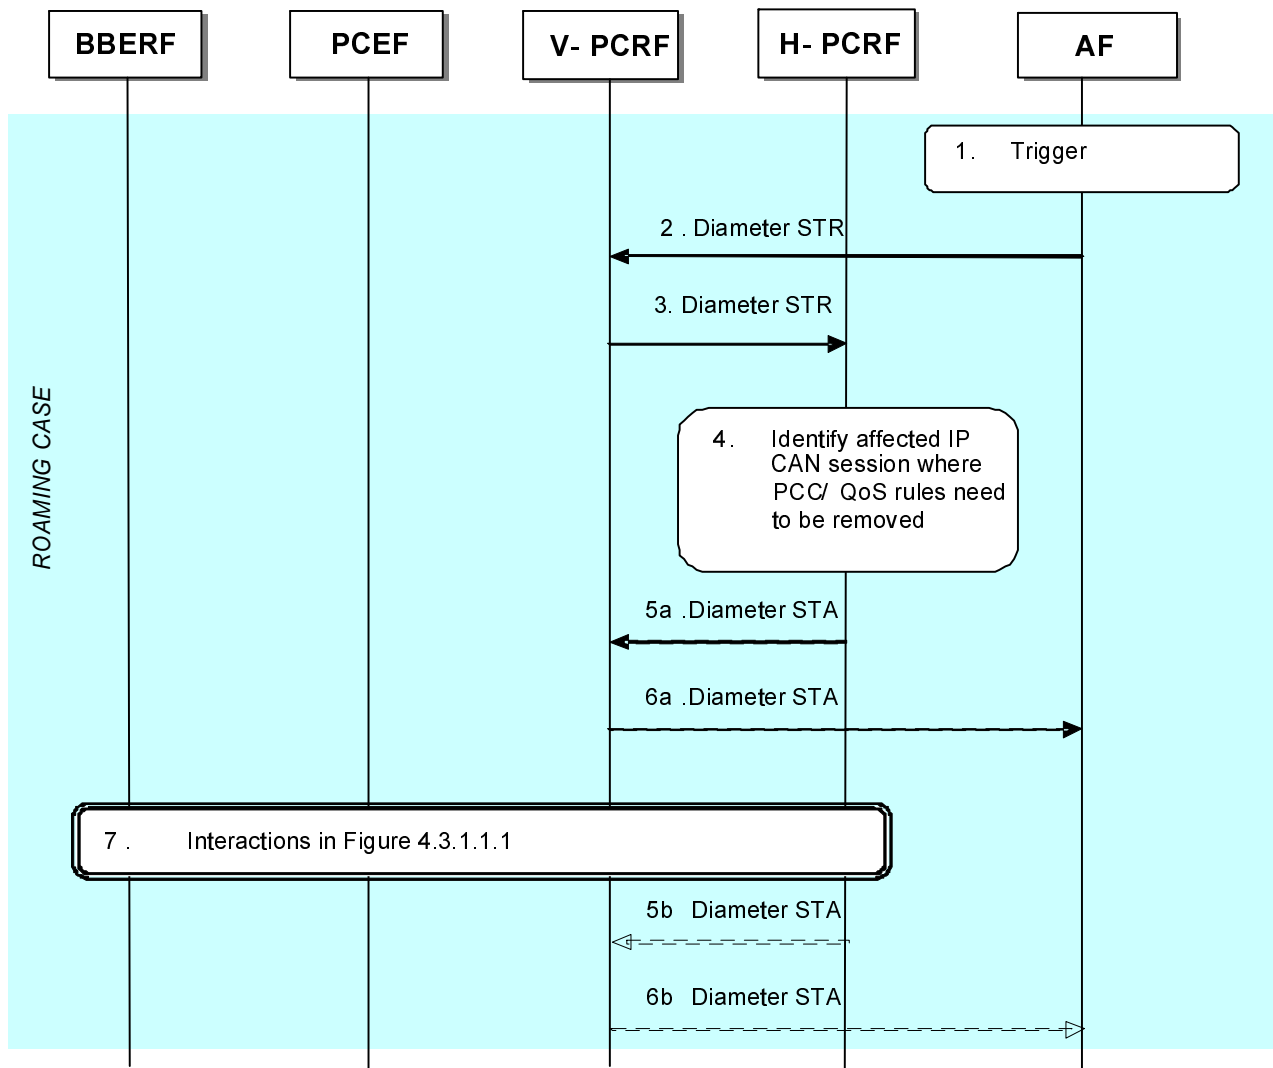 BBERF
PCEF
V- PCRF
H- PCRF
AF
1. Trigger
2 . Diameter STR
3. Diameter STR
ROAMING CASE
4. Identify affected IP
CAN session where
PCC/ QoS rules need
to be removed
5a .Diameter STA
6a .Diameter STA
7 . Interactions in Figure 4.3.1.1.1
5b Diameter STA
6b Diameter STA